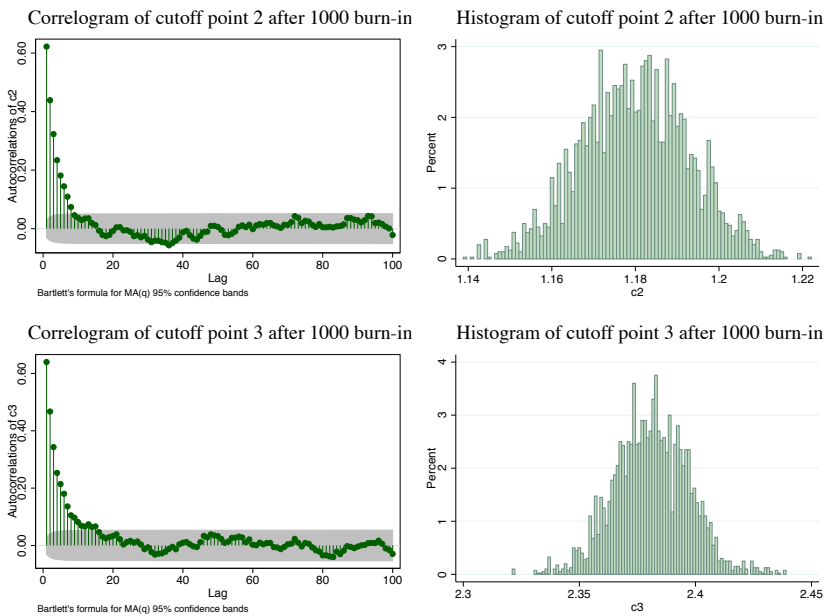 Correlogram of cutoff point 2 after 1000 burn-in
Autocorrelations of c2
0.60
0.40
0.20
0.00
0
20
40
60
80
100
Lag
Bartlett's formula for MA(q) 95% confidence bands
Histogram of cutoff point 2 after 1000 burn-in
Percent
3
2
1
0
1.14
1.16
1.18
1.2
1.22
c2
Correlogram of cutoff point 3 after 1000 burn-in
Autocorrelations of c3
0.60
0.40
0.20
0.00
0
20
40
60
80
100
Lag
Bartlett's formula for MA(q) 95% confidence bands
Histogram of cutoff point 3 after 1000 burn-in
Percent
4
3
2
1
0
2.3
2.35
2.4
2.45
c3